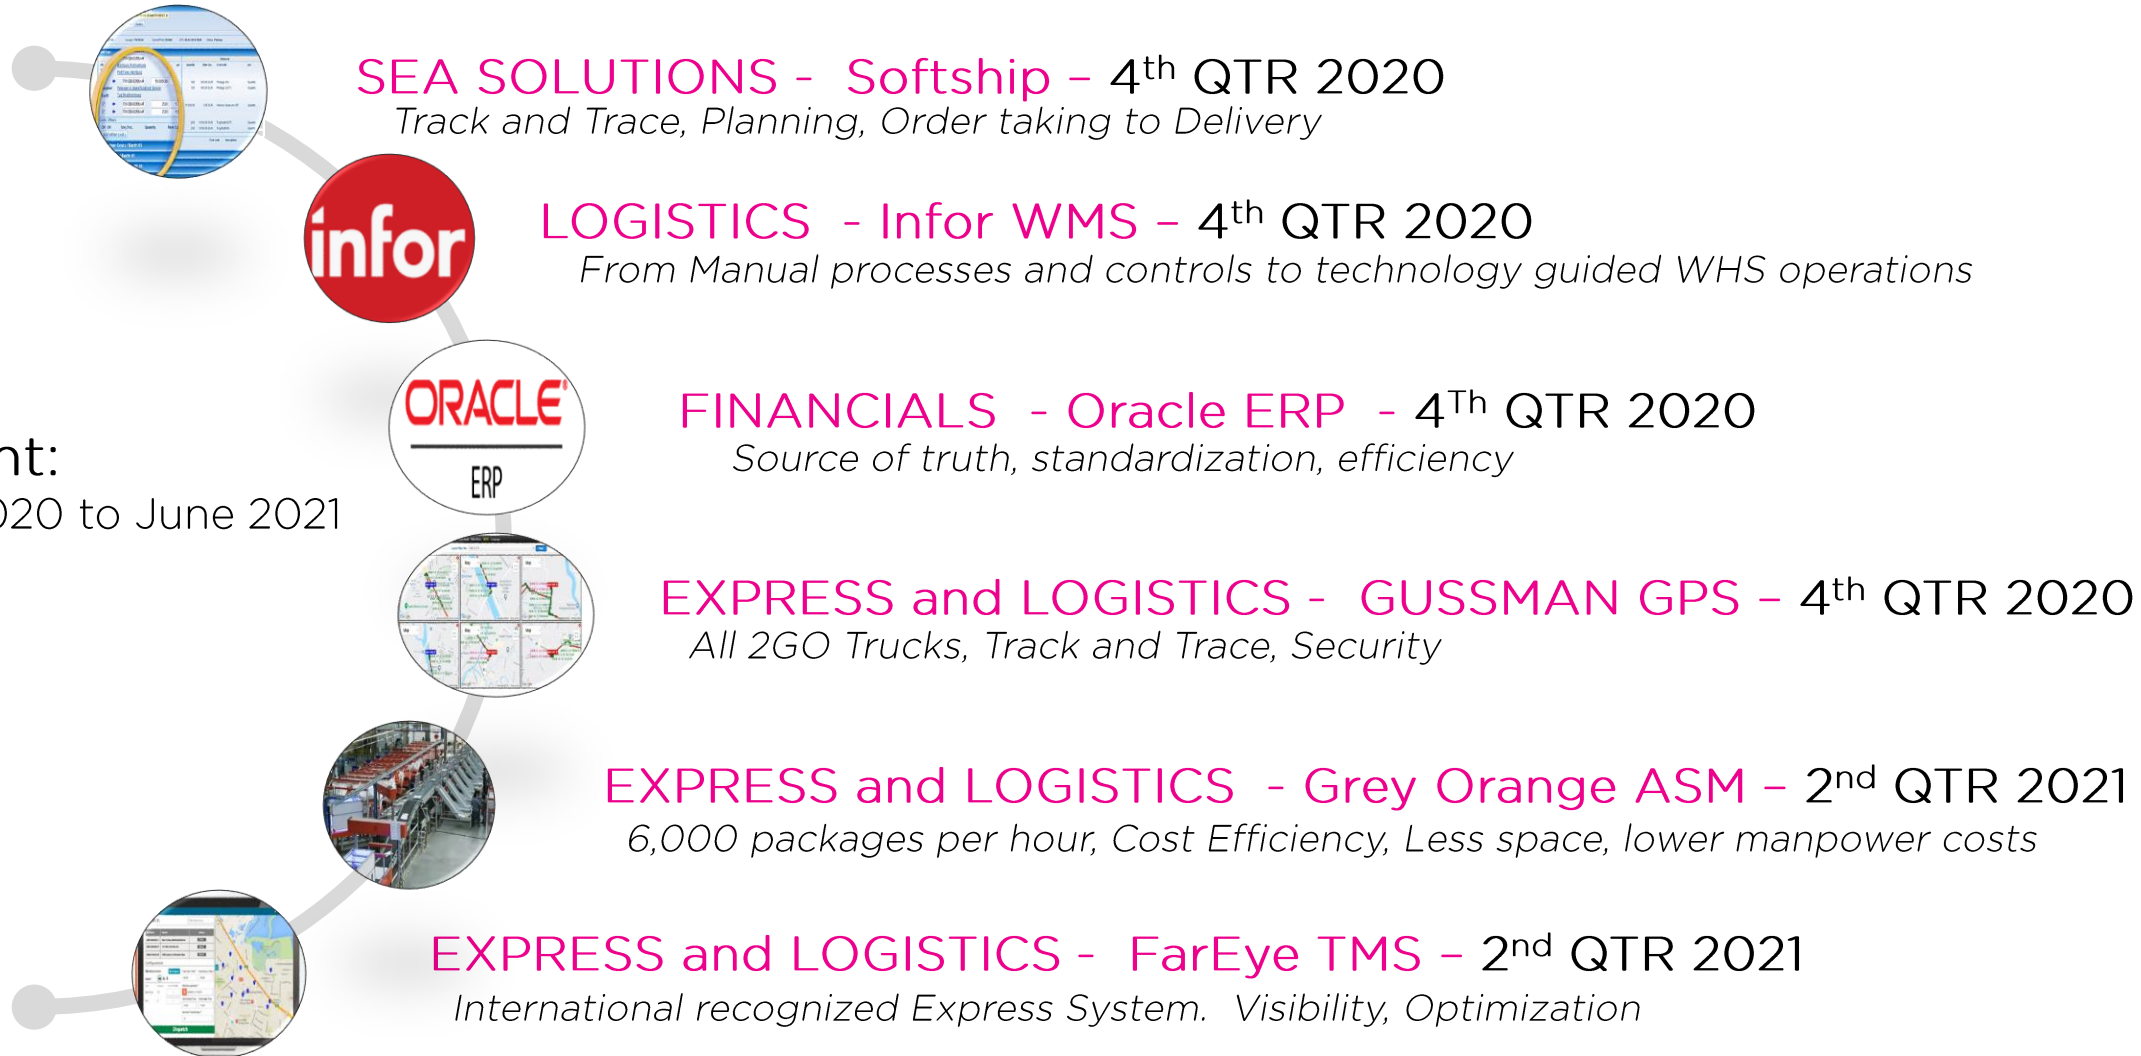 SEA SOLUTIONS - Softship – 4th QTR 2020
Track and Trace, Planning, Order taking to Delivery
infor
LOGISTICS - Infor WMS – 4th QTR 2020
From Manual processes and controls to technology guided WHS operations
ORACLE
ERP
FINANCIALS - Oracle ERP - 4Th QTR 2020
Source of truth, standardization, efficiency
nt:
020 to June 2021
EXPRESS and LOGISTICS - GUSSMAN GPS – 4th QTR 2020
All 2GO Trucks, Track and Trace, Security
EXPRESS and LOGISTICS - Grey Orange ASM – 2nd QTR 2021
6,000 packages per hour, Cost Efficiency, Less space, lower manpower costs
EXPRESS and LOGISTICS - FarEye TMS – 2nd QTR 2021
International recognized Express System. Visibility, Optimization
Dispatch